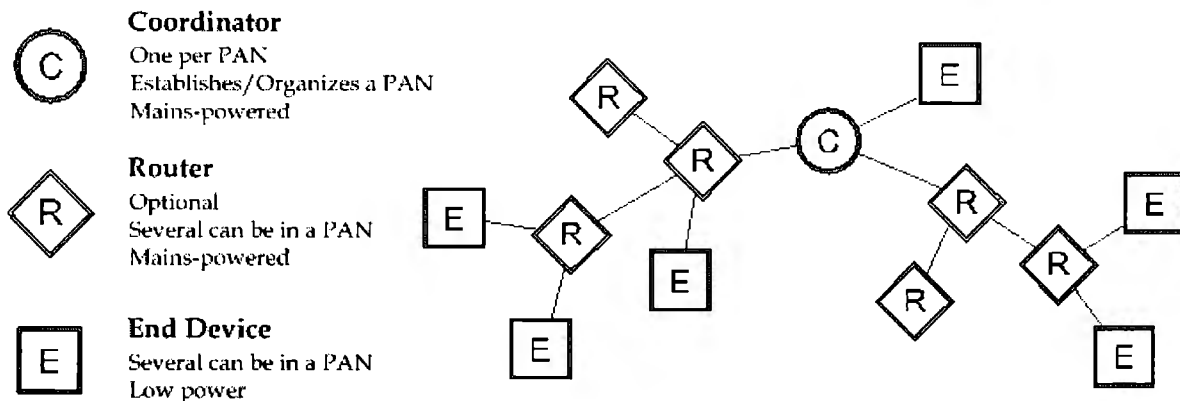 Coordinator
One per PAN
Establishes/Organizes a PAN
Mains-powered
C
Router
Optional
Several can be in a PAN
Mains-powered
R
End Device
Several can be in a PAN
Low power
E
E
R
C
R
E
R
E
R
R
E
R
E
E